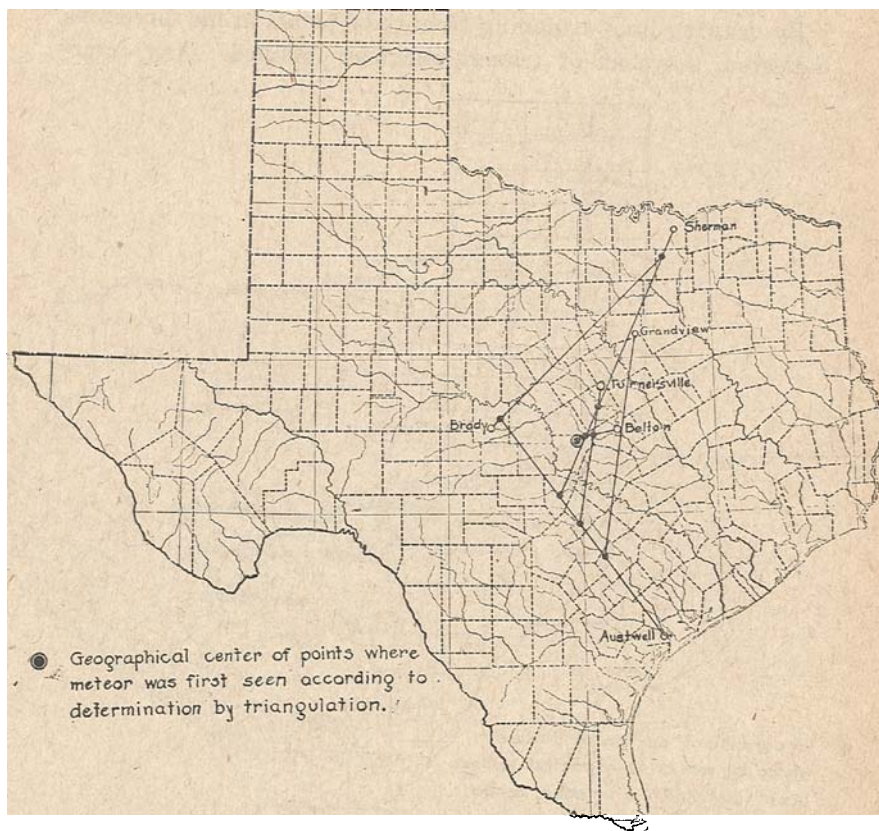 Sherman
Grandview
Turnersville
Brady
Belton
Austwell
Geographical center of points where
meteor was first seen according to
determination by triangulation.